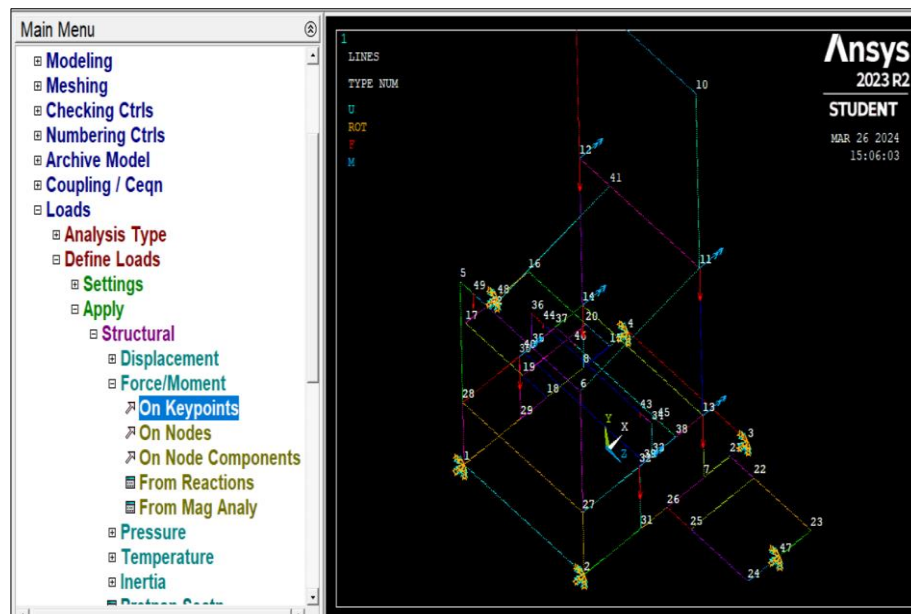 Main Menu
Modeling
Meshing
Checking Ctrls
Numbering Ctrls
Archive Model
Coupling / Ceqn
Loads
Analysis Type
Define Loads
Settings
Apply
Structural
Displacement
Force/Moment
On Keypoints
On Nodes
On Node Components
From Reactions
From Mag Analy
Pressure
Temperature
Inertia
1
LINES
TYPE NUM
U
ROT
F
M
Ansys
2023 R2
STUDENT
MAR 26 2024
15:06:03
10
12
41
11
16
5
49
48
17
14
36
44
37
20
4
46
8
19
18
6
28
29
43
45
38
13
3
Y
X
Z
1
7
22
27
26
31
25
23
47
2
24